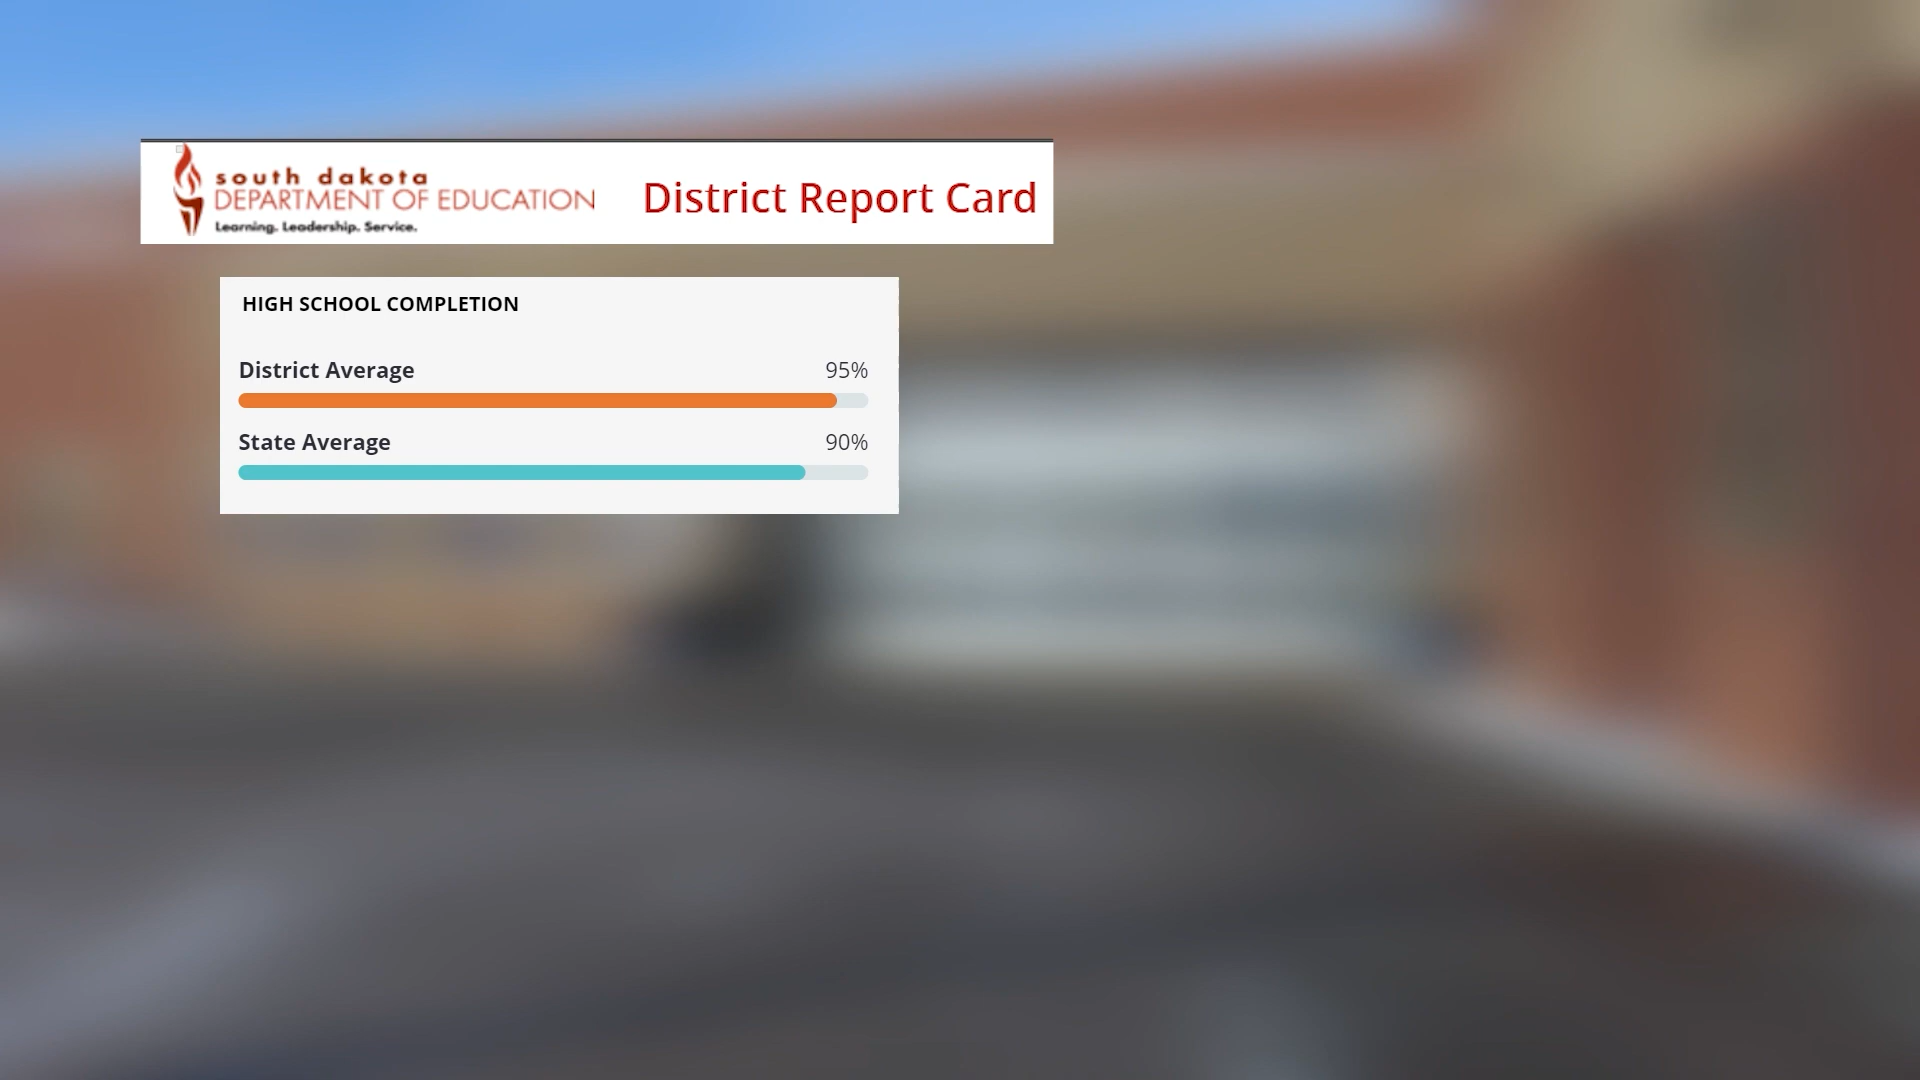 south dakota
DEPARTMENT OF EDUCATION
Learning. Leadership. Service.
District Report Card
HIGH SCHOOL COMPLETION
District Average 95%
State Average 90%